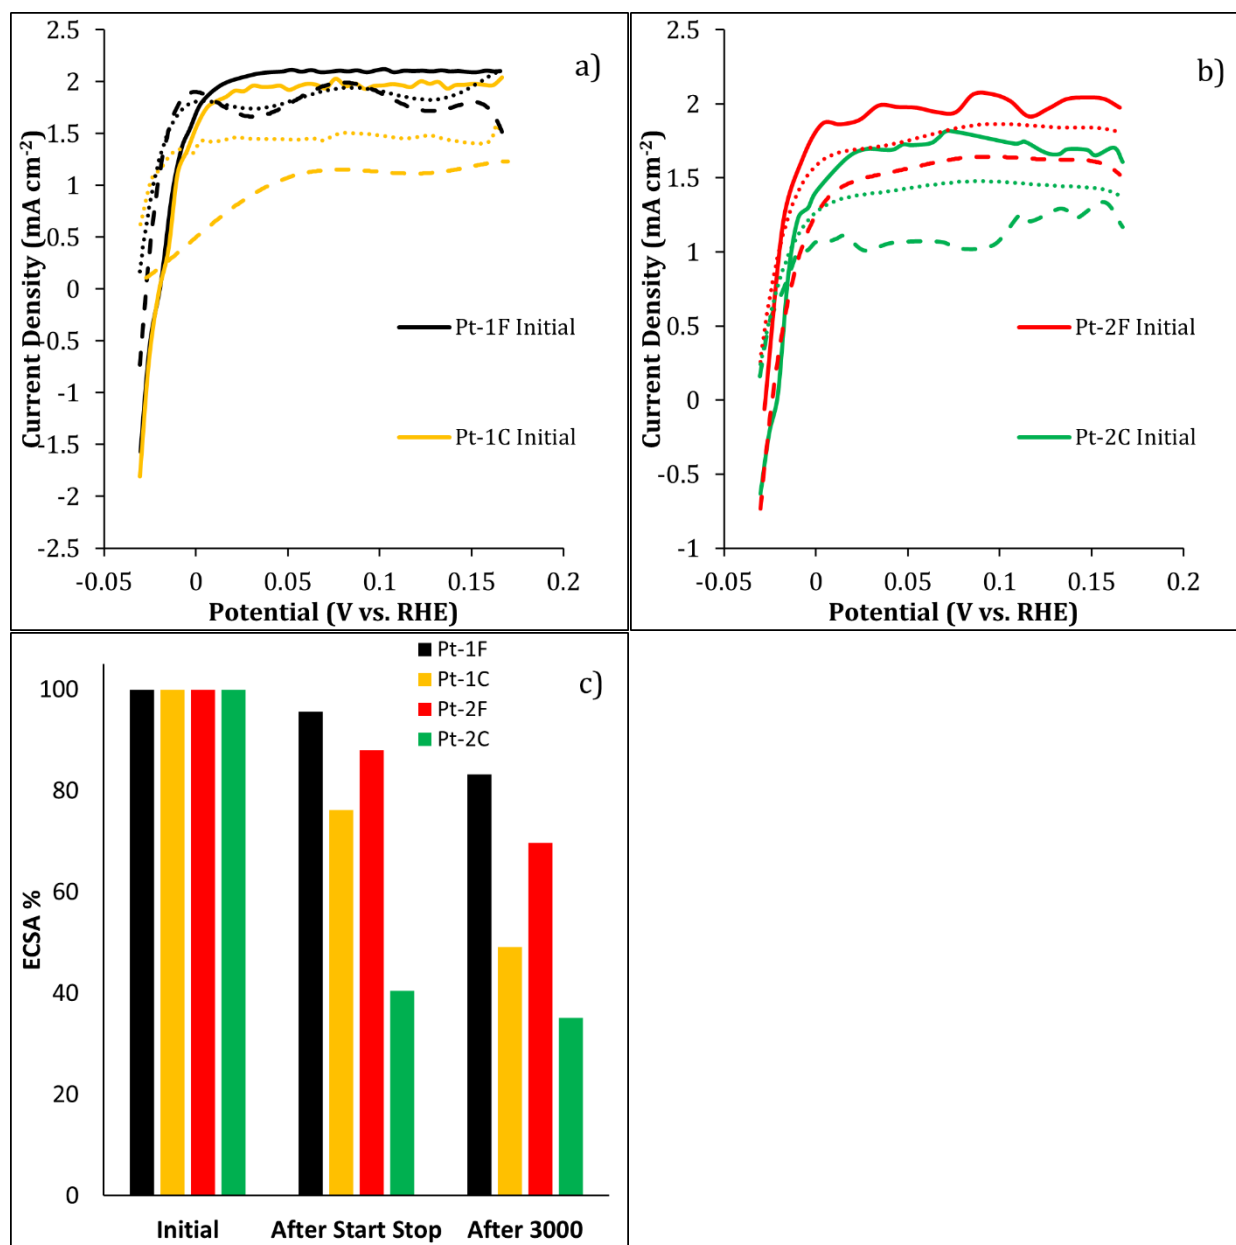 a)
Current Density (mA cm-2)
2.5
2
1.5
1
0.5
0
-0.5
-1
-1.5
-2
-2.5
-0.05
0
0.05
0.1
0.15
0.2
Potential (V vs. RHE)
Pt-1F Initial
Pt-1C Initial
b)
Current Density (mA cm-2)
2.5
2
1.5
1
0.5
0
-0.5
-1
-0.05
0
0.05
0.1
0.15
0.2
Potential (V vs. RHE)
Pt-2F Initial
Pt-2C Initial
c)
Pt-1F
Pt-1C
Pt-2F
Pt-2C
ECSA %
100
80
60
40
20
0
Initial
After Start Stop
After 3000